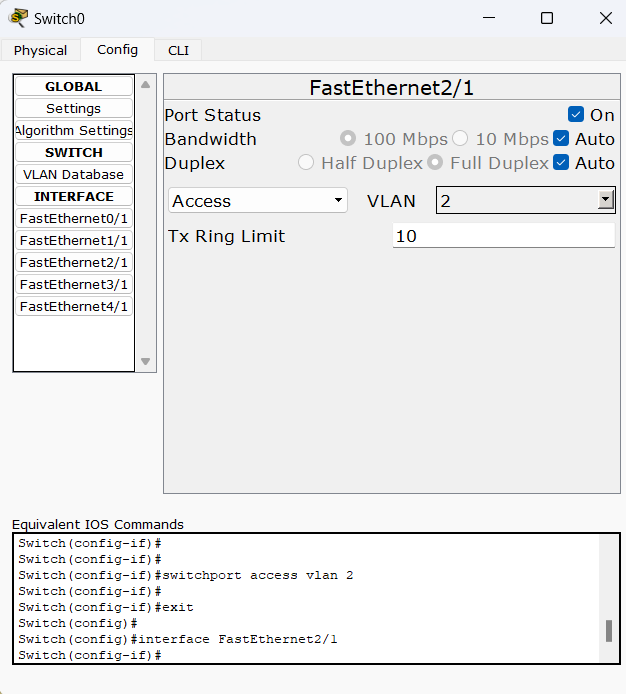 Switch0
Physical Config CLI
GLOBAL
Settings
Algorithm Settings
SWITCH
VLAN Database
INTERFACE
FastEthernet0/1
FastEthernet1/1
FastEthernet2/1
FastEthernet3/1
FastEthernet4/1
FastEthernet2/1
Port Status On
Bandwidth 100 Mbps 10 Mbps Auto
Duplex Half Duplex Full Duplex Auto
Access VLAN 2
Tx Ring Limit 10
Equivalent IOS Commands
Switch(config-if)#
Switch(config-if)#
Switch(config-if)#switchport access vlan 2
Switch(config-if)#
Switch(config-if)#exit
Switch(config)#
Switch(config)#interface FastEthernet2/1
Switch(config-if)#